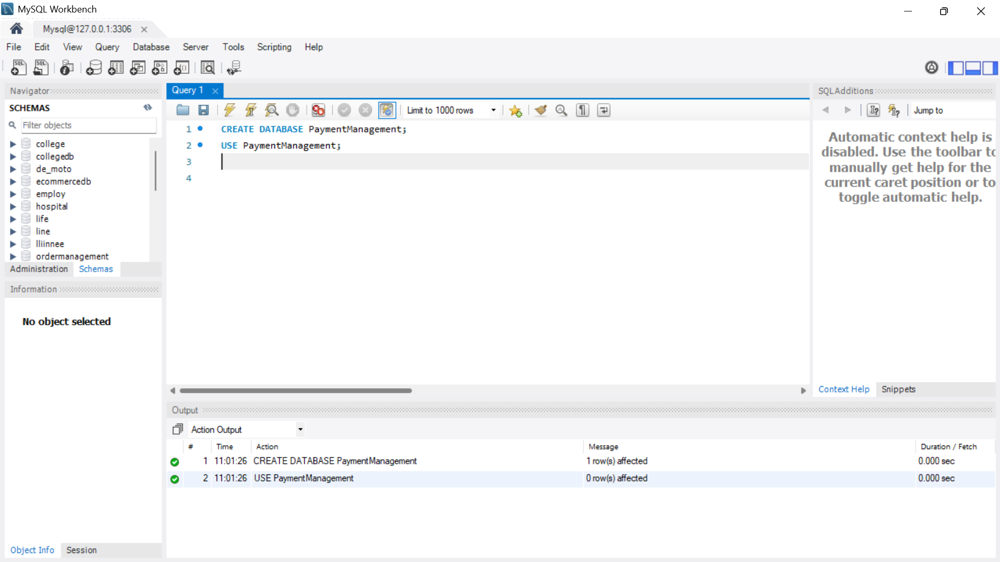 MySQL Workbench
Mysql@127.0.0.1:3306
File Edit View Query Database Server Tools Scripting Help
Navigator
SCHEMAS
Filter objects
college
collegedb
de_moto
ecommercedb
employ
hospital
life
line
lliinnee
ordermanagement
Administration Schemas
Information
No object selected
Object Info Session
Query 1
Limit to 1000 rows
1 CREATE DATABASE PaymentManagement;
2 USE PaymentManagement;
3
4
SQLAdditions
Jump to
Automatic context help is
disabled. Use the toolbar to
manually get help for the
current caret position or to
toggle automatic help.
Context Help Snippets
Output
Action Output
# Time Action Message Duration / Fetch
1 11:01:26 CREATE DATABASE PaymentManagement 1 row(s) affected 0.000 sec
2 11:01:26 USE PaymentManagement 0 row(s) affected 0.000 sec